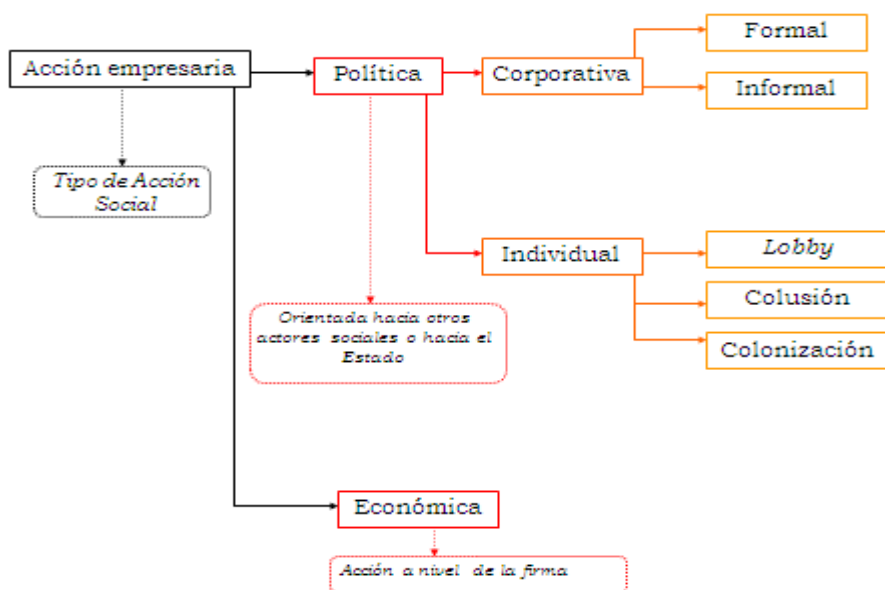 Formal
Acción empresaria
Política
Corporativa
Informal
Tipo de Acción
Social
Individual
Lobby
Colusión
Colonización
Orientada hacia otros
actores sociales o hacia el
Estado
Económica
Acción a nivel de la firma